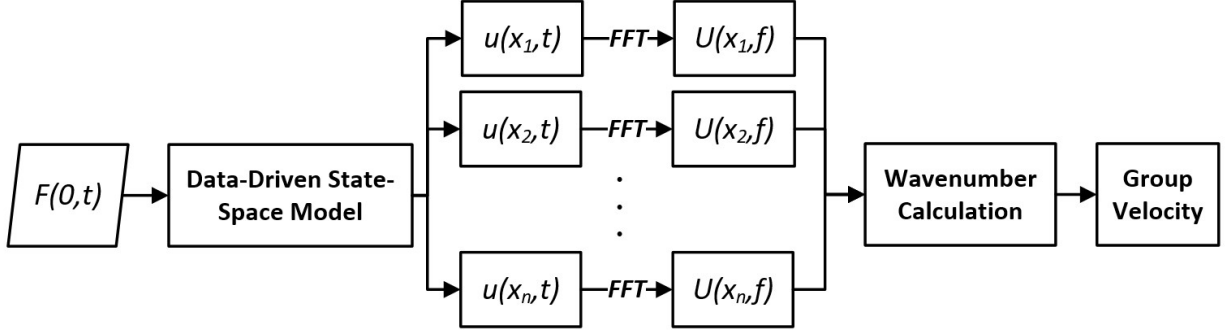 u(x₁,t) FFT U(x₁,f)
u(x₂,t) FFT U(x₂,f)
F(0,t)
Data-Driven State-
Space Model
Wavenumber
Calculation
Group
Velocity
u(xₙ,t) FFT U(xₙ,f)